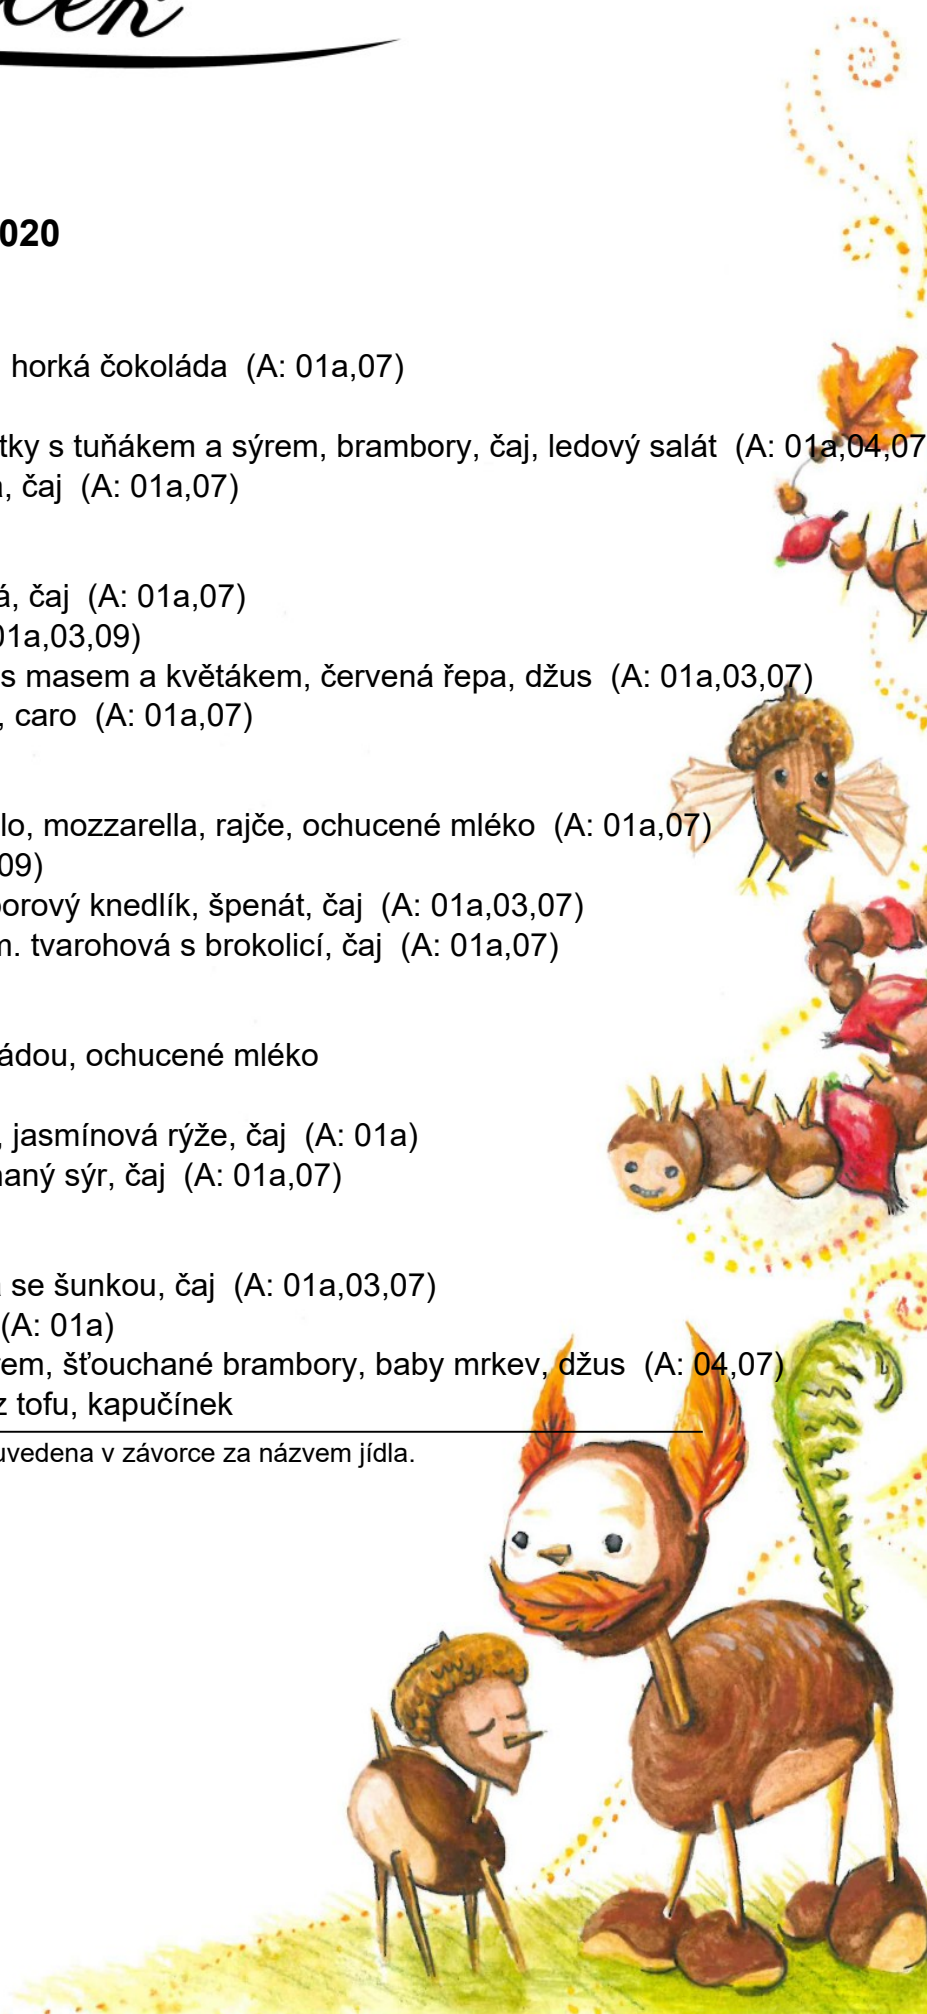 020
horká čokoláda (A: 01a,07)
s tuňákem a sýrem, brambory, čaj, ledový salát (A: 01a,04,07
, čaj (A: 01a,07)
, čaj (A: 01a,07)
01a,03,09)
s masem a květákem, červená řepa, džus (A: 01a,03,07)
, caro (A: 01a,07)
lo, mozzarella, rajče, ochucené mléko (A: 01a,07)
09)
knedlík, špenát, čaj (A: 01a,03,07)
m. tvarohová s brokolicí, čaj (A: 01a,07)
ádou, ochucené mléko
, jasmínová rýže, čaj (A: 01a)
sýr, čaj (A: 01a,07)
se šunkou, čaj (A: 01a,03,07)
(A: 01a)
em, šťouchané brambory, baby mrkev, džus (A: 04,07)
z tofu, kapučínek
uvedena v závorce za názvem jídla.